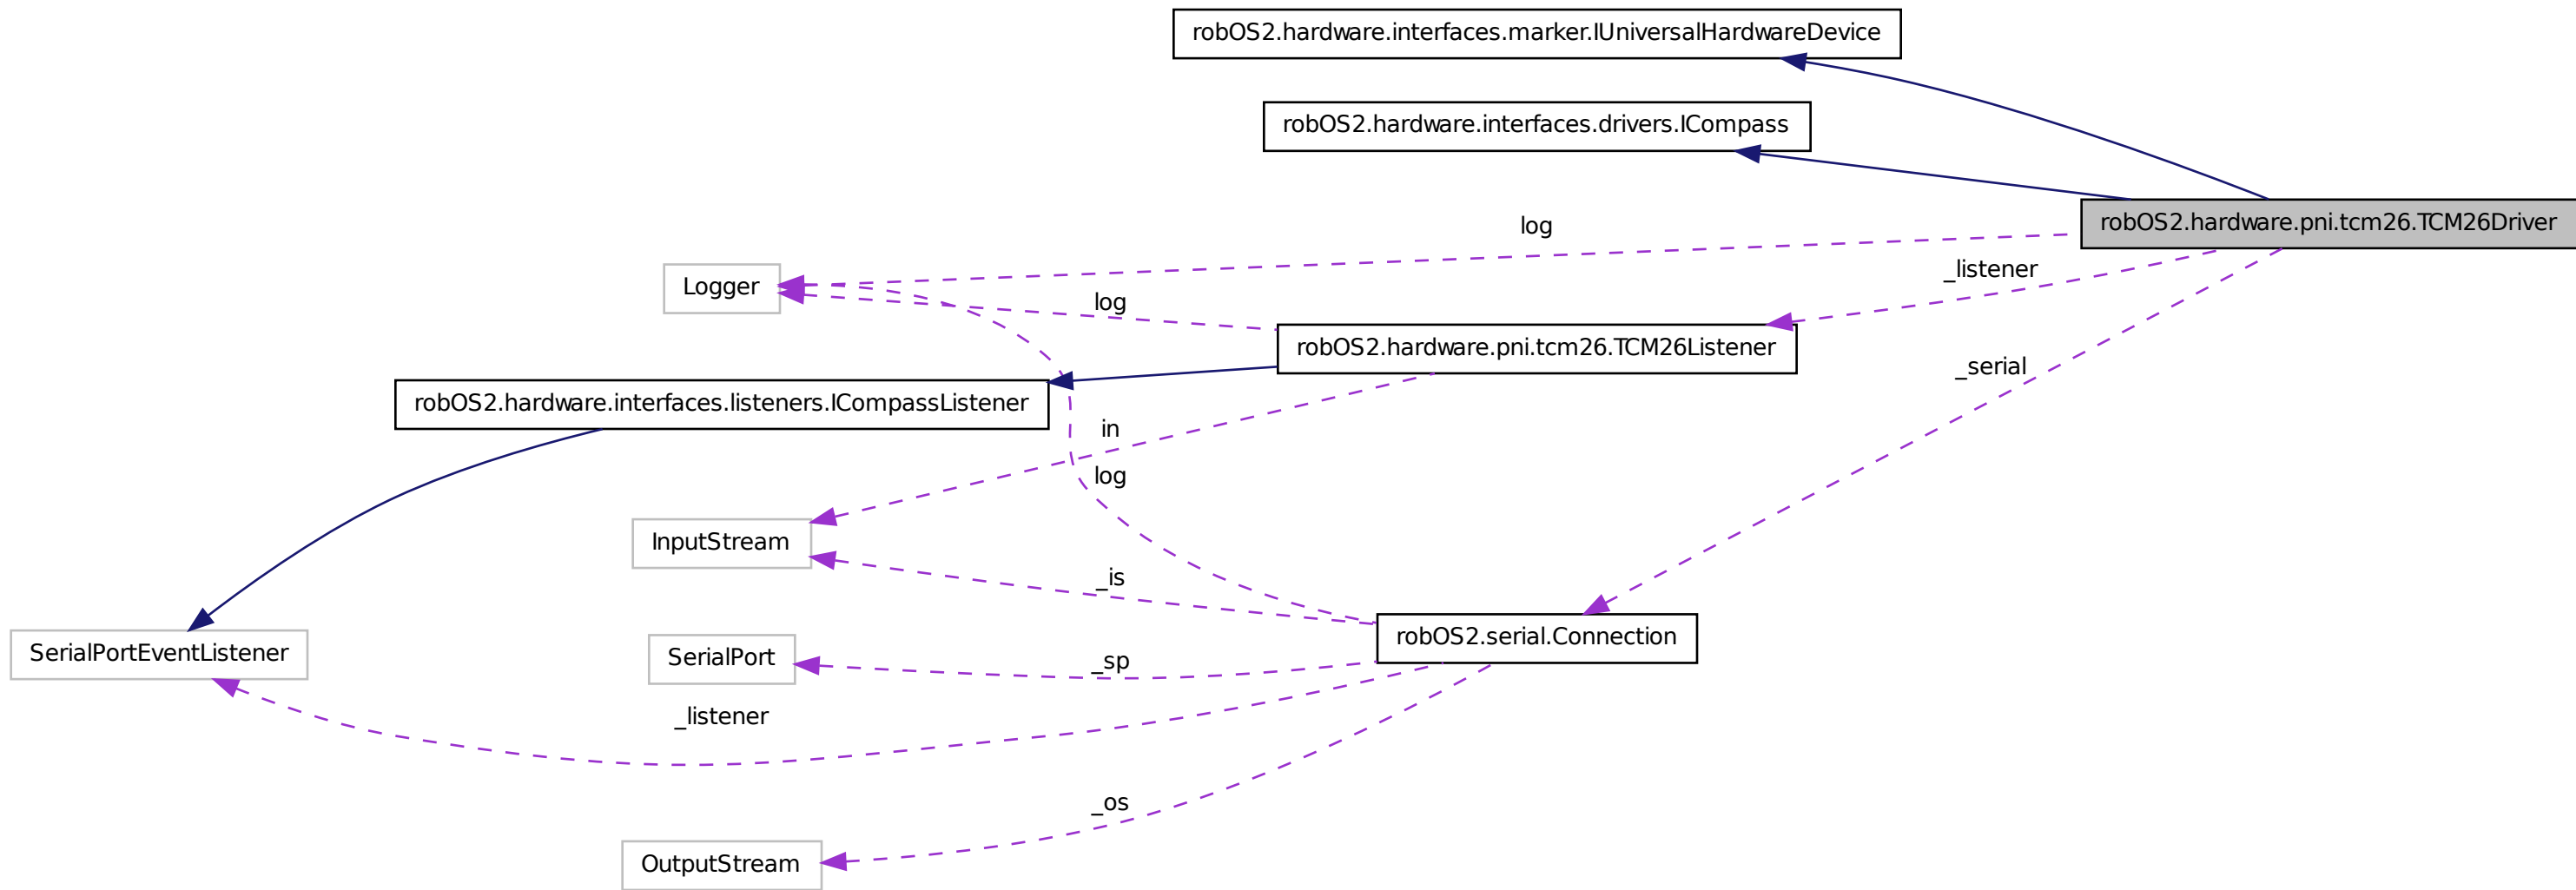 robOS2.hardware.interfaces.marker.IUniversalHardwareDevice
robOS2.hardware.interfaces.drivers.ICompass
robOS2.hardware.pni.tcm26.TCM26Driver
log
_listener
Logger
log
robOS2.hardware.pni.tcm26.TCM26Listener
_serial
robOS2.hardware.interfaces.listeners.ICompassListener
in
log
InputStream
_is
robOS2.serial.Connection
SerialPortEventListener
SerialPort
_sp
_listener
_os
OutputStream